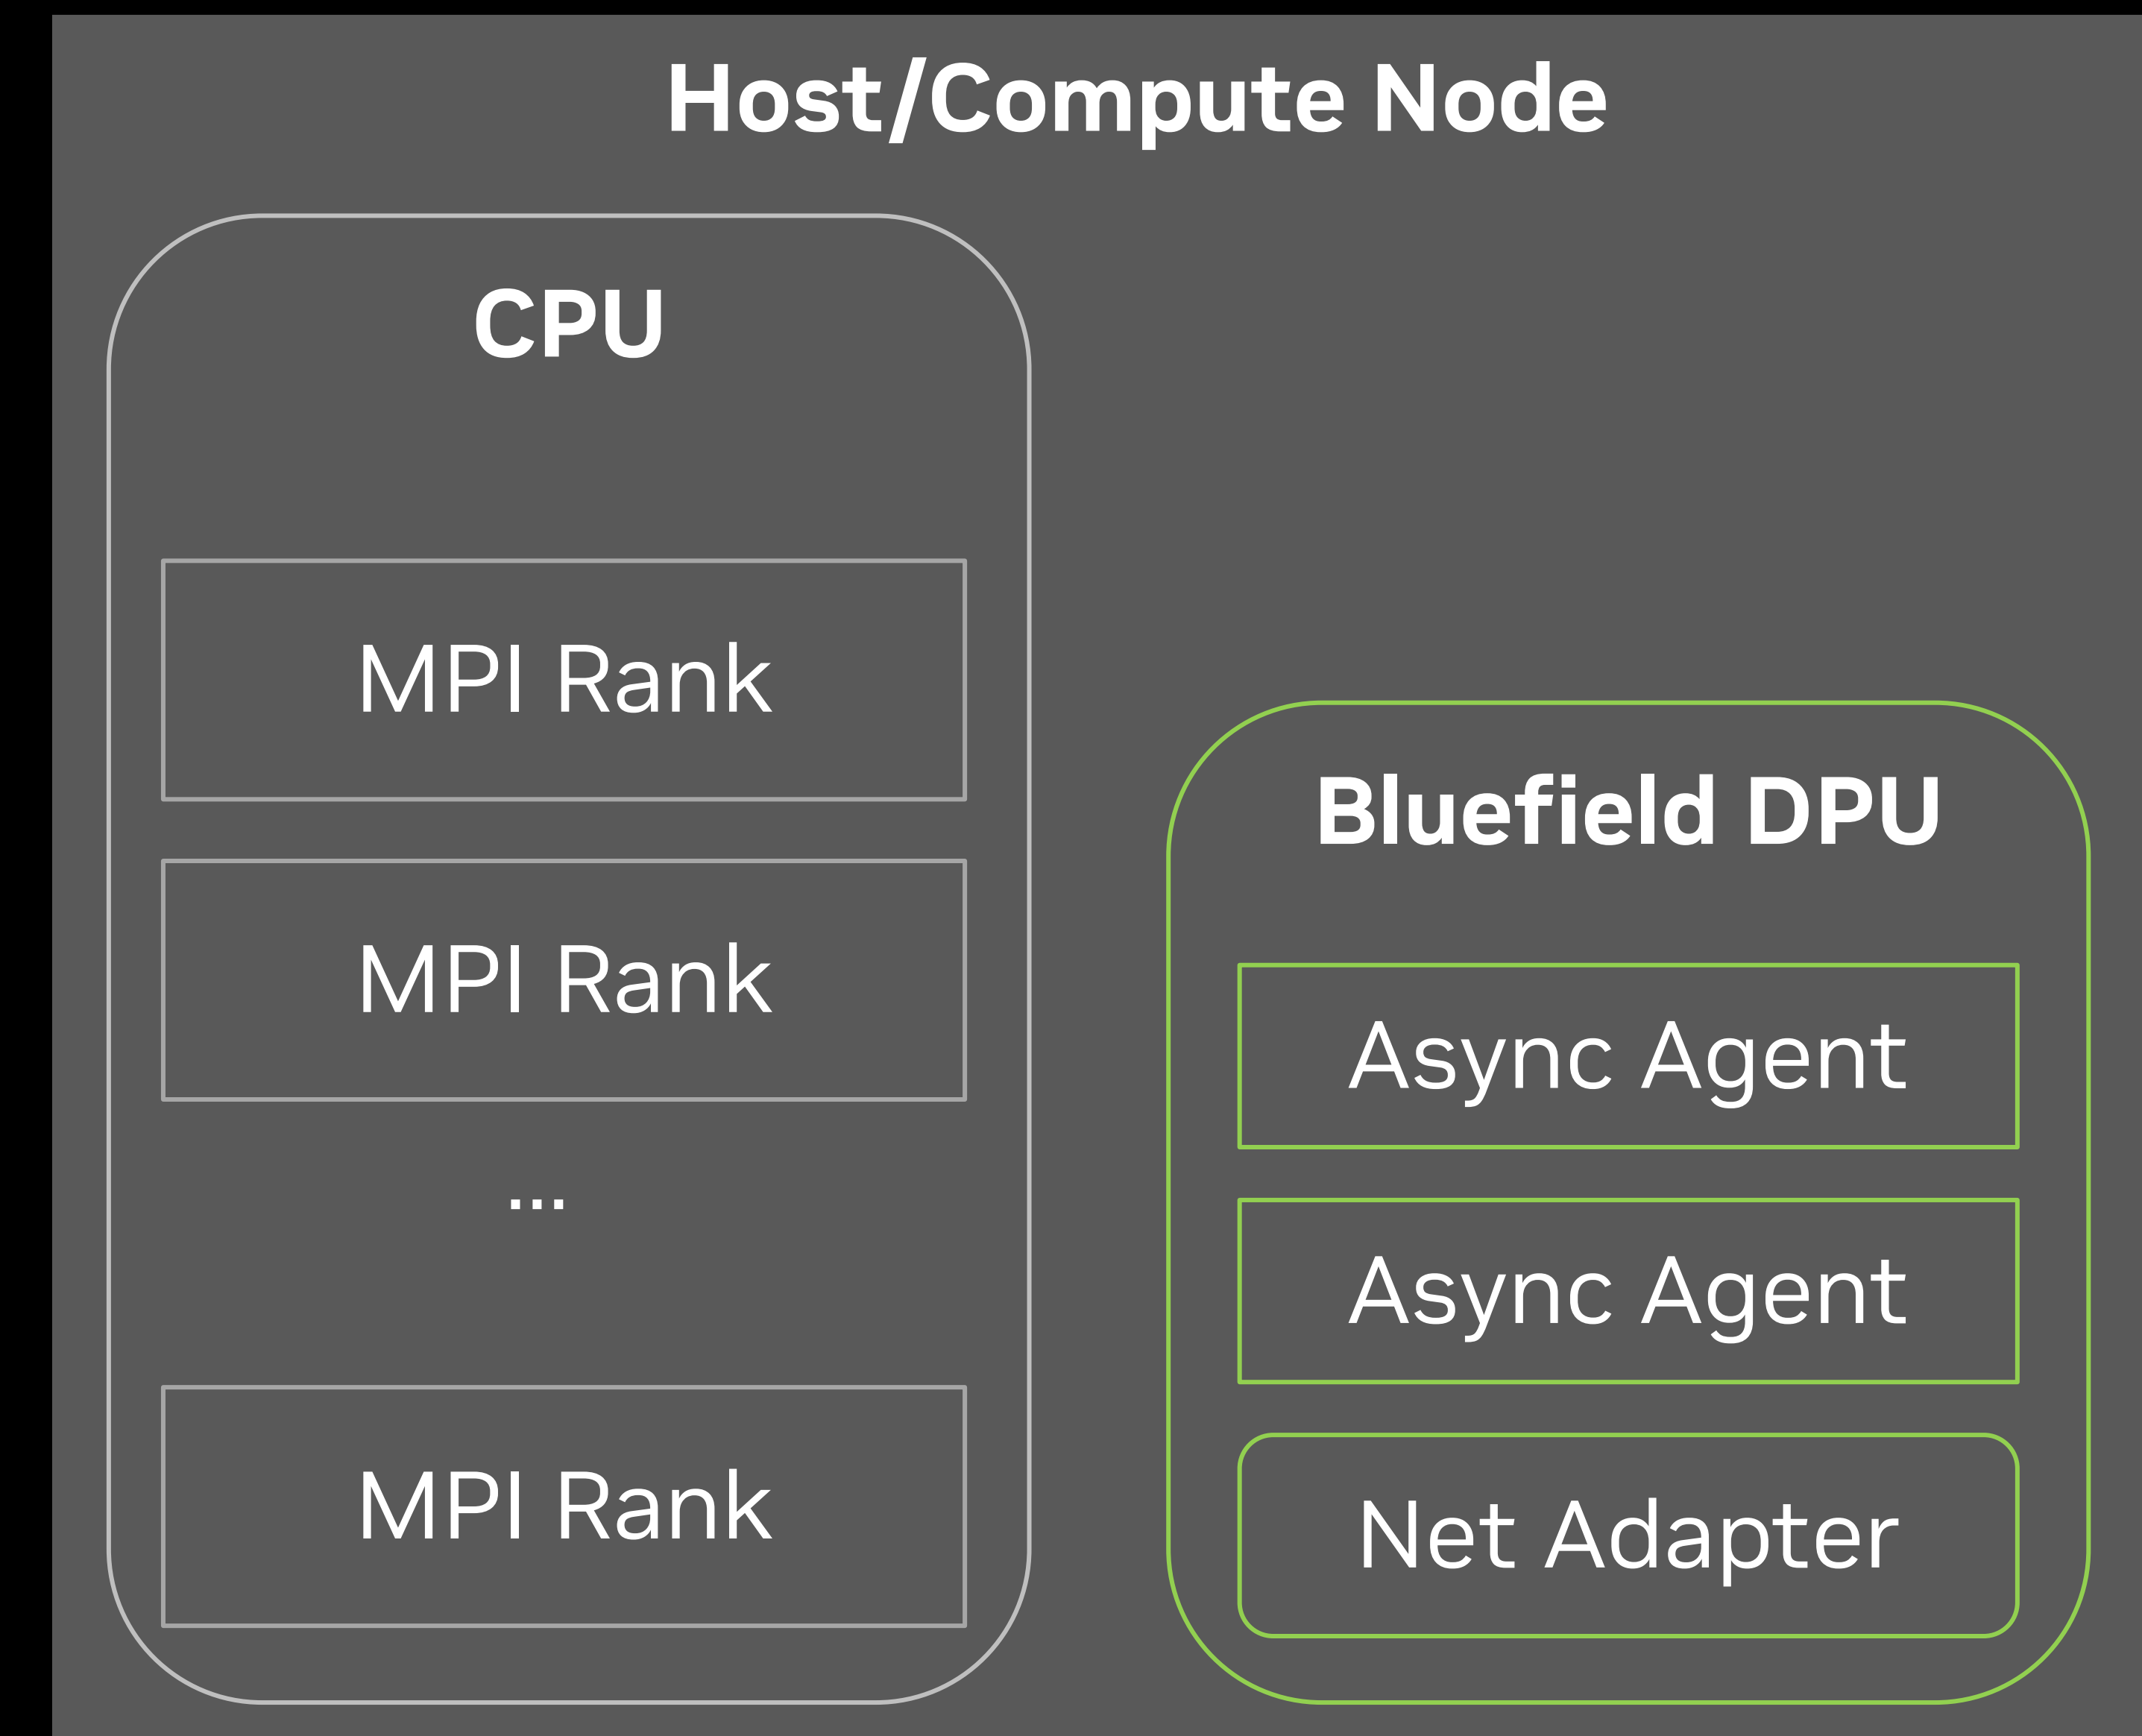 Host/Compute Node
CPU
MPI Rank
MPI Rank
...
MPI Rank
Bluefield DPU
Async Agent
Async Agent
Net Adapter